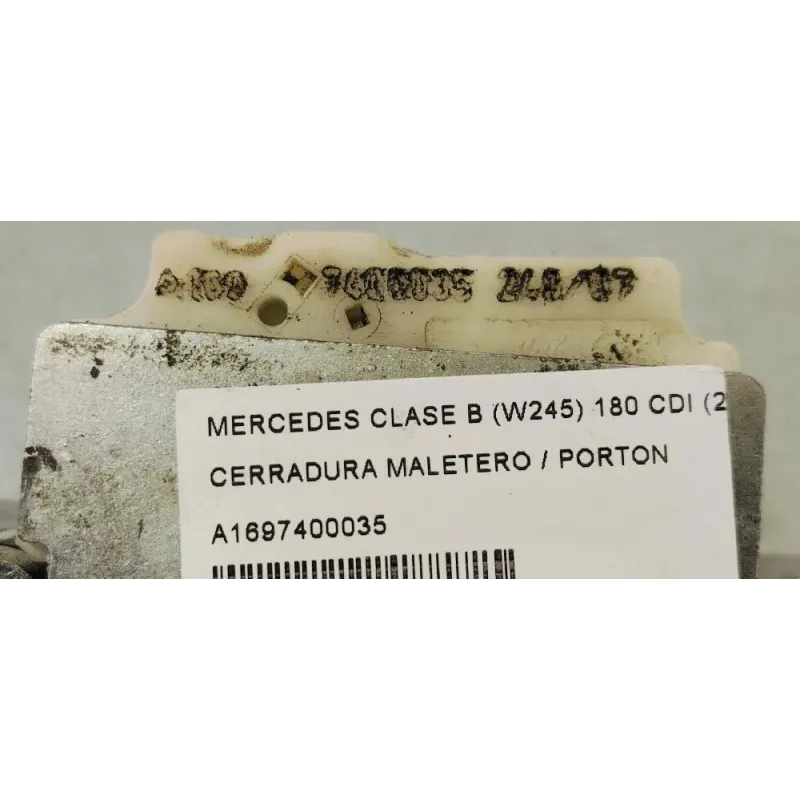 MERCEDES CLASE B (W245) 180 CDI (2
CERRADURA MALETERO / PORTON
A1697400035